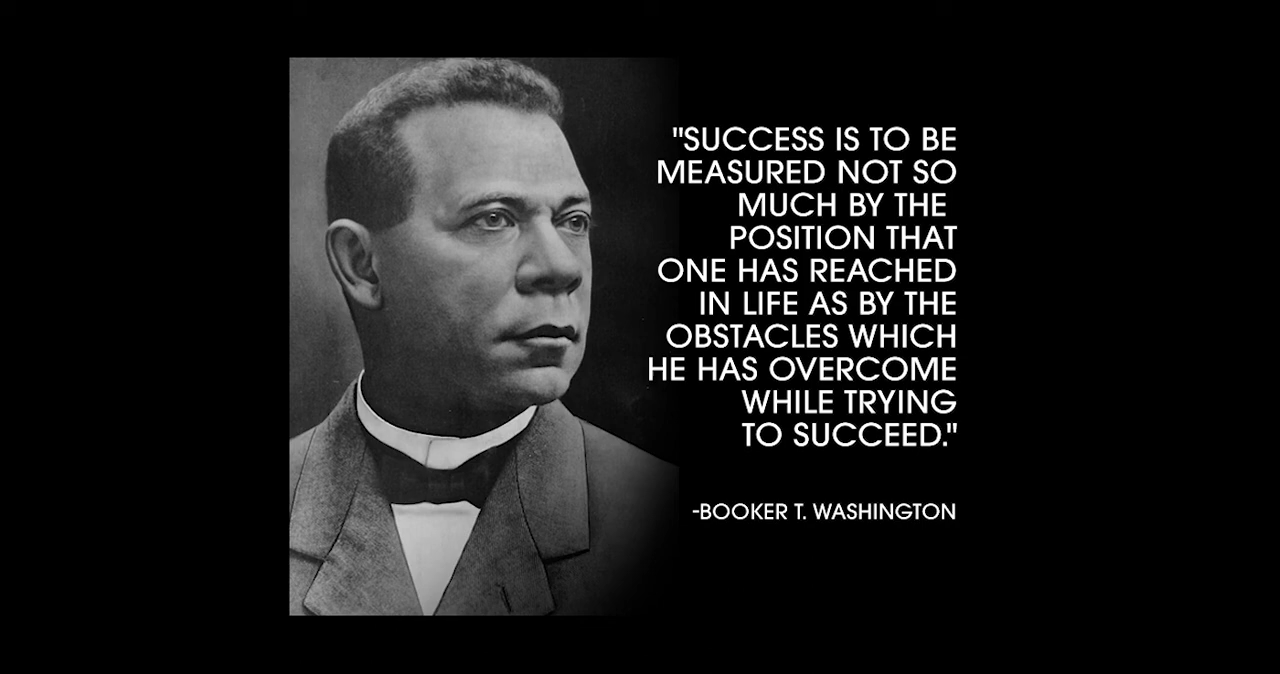 "SUCCESS IS TO BE
MEASURED NOT SO
MUCH BY THE
POSITION THAT
ONE HAS REACHED
IN LIFE AS BY THE
OBSTACLES WHICH
HE HAS OVERCOME
WHILE TRYING
TO SUCCEED."
-BOOKER T. WASHINGTON